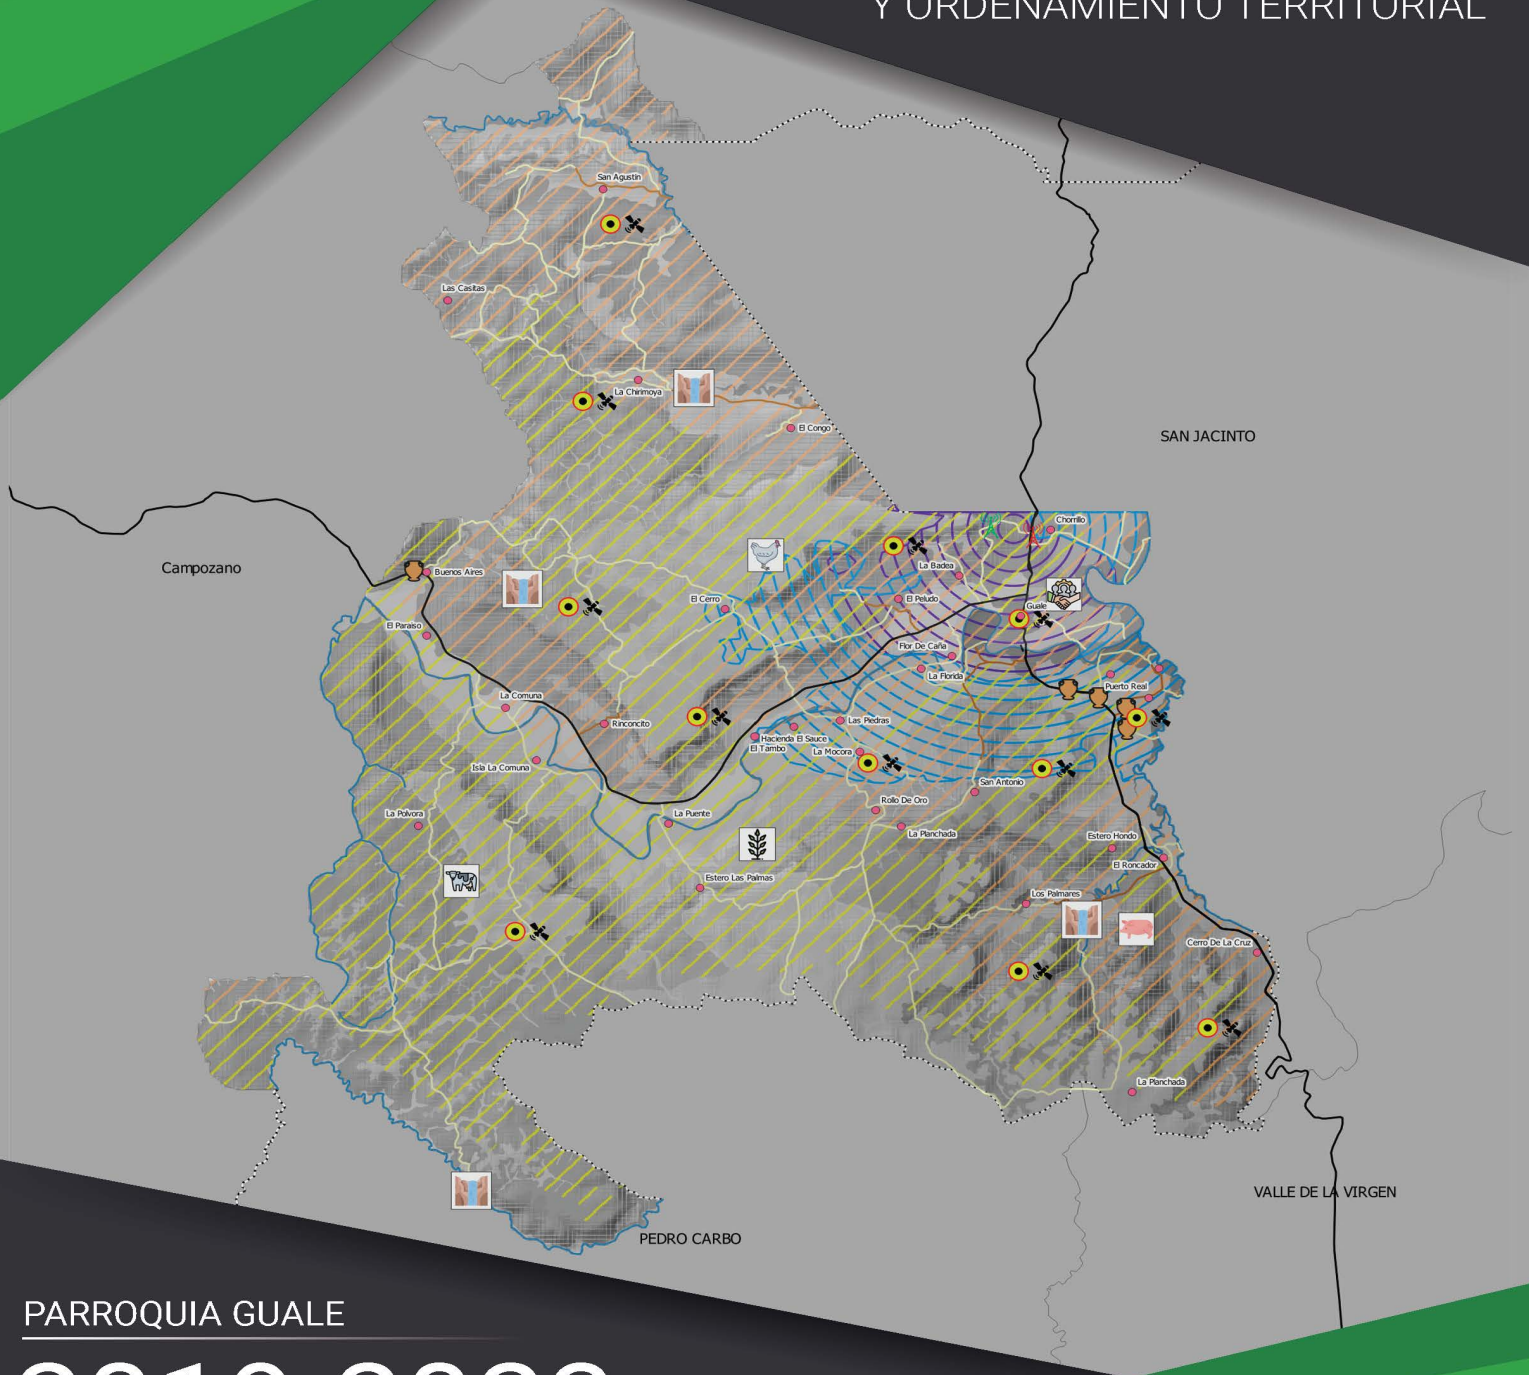 Y ORDENAMIENTO TERRITORIAL
San Agustin
Las Casitas
La Chirimoya
El Congo
SAN JACINTO
Chorrillo
Campozano
Buenos Aires
La Badea
El Cerro
El Peludo
Guale
El Paraiso
Flor De Caña
La Florida
Puerto Real
La Comuna
Rinconcito
Las Piedras
Hacienda El Sauce
El Tambo
La Mocora
Isla La Comuna
San Antonio
Rollo De Oro
La Polvora
La Puente
La Planchada
Estero Hondo
El Roncador
Estero Las Palmas
Los Palmares
Cerro De La Cruz
La Planchada
VALLE DE LA VIRGEN
PEDRO CARBO
PARROQUIA GUALE